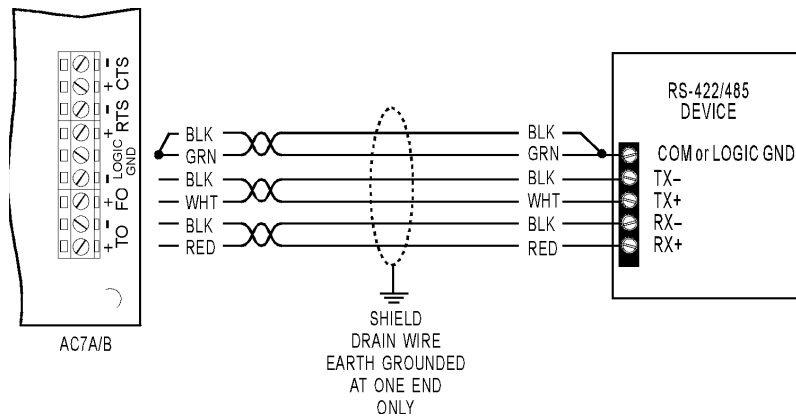 - CTS
+
- RTS
+
LOGIC GND
- FO
+
- TO
+
AC7A/B
BLK
GRN
BLK
WHT
BLK
RED
SHIELD
DRAIN WIRE
EARTH GROUNDED
AT ONE END
ONLY
BLK
GRN
BLK
WHT
BLK
RED
RS-422/485
DEVICE
COM or LOGIC GND
TX–
TX+
RX–
RX+